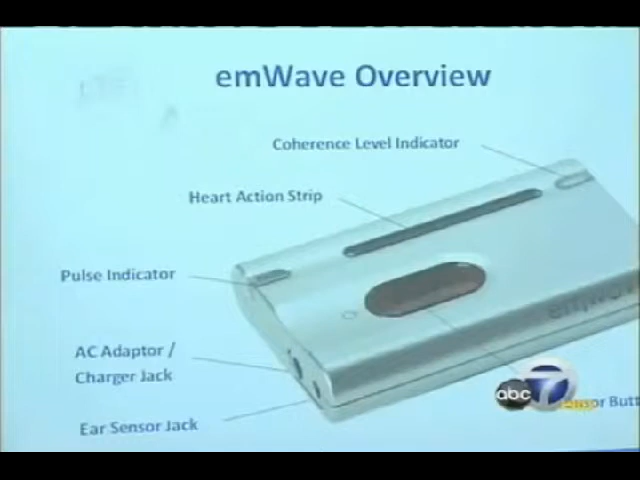 emWave Overview
Coherence Level Indicator
Heart Action Strip
Pulse Indicator
AC Adaptor /
Charger Jack
Ear Sensor Jack
abc 7
emwave